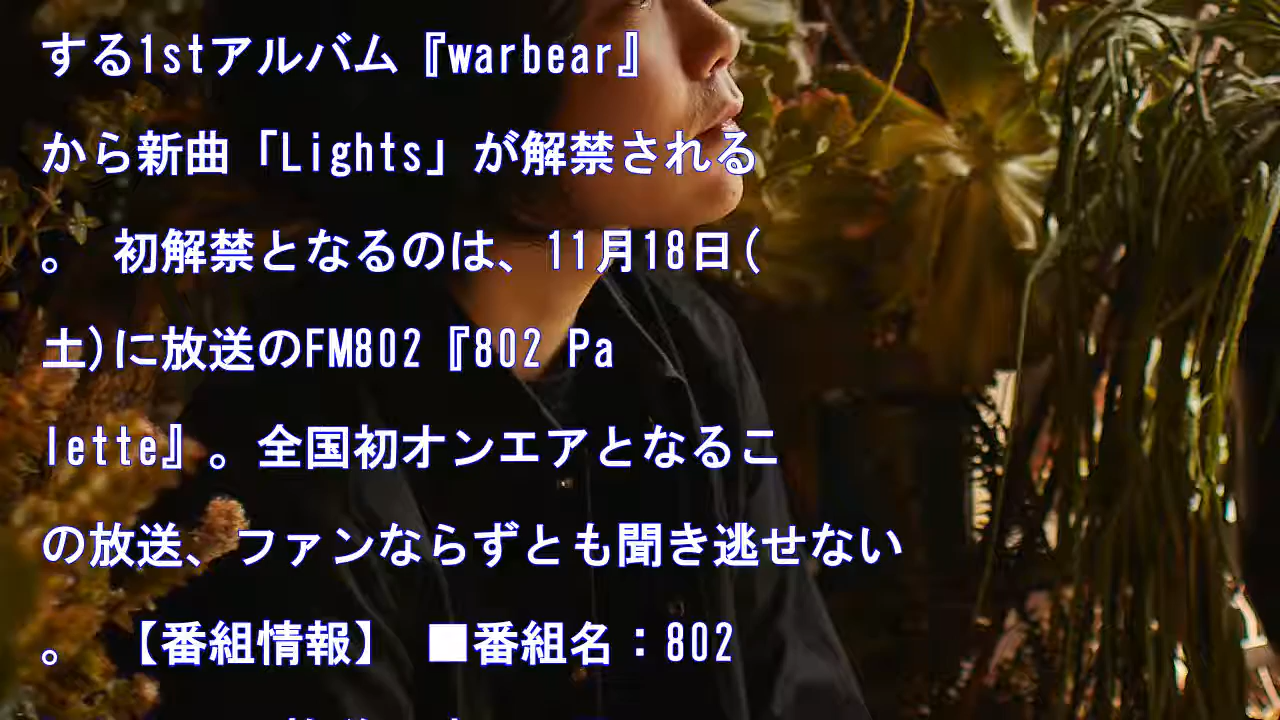 する1stアルバム『warbear』
から新曲「Lights」が解禁される
。 初解禁となるのは、11月18日(
土)に放送のFM802『802 Pa
lette』。全国初オンエアとなるこ
の放送、ファンならずとも聞き逃せない
。 【番組情報】 ■番組名：802